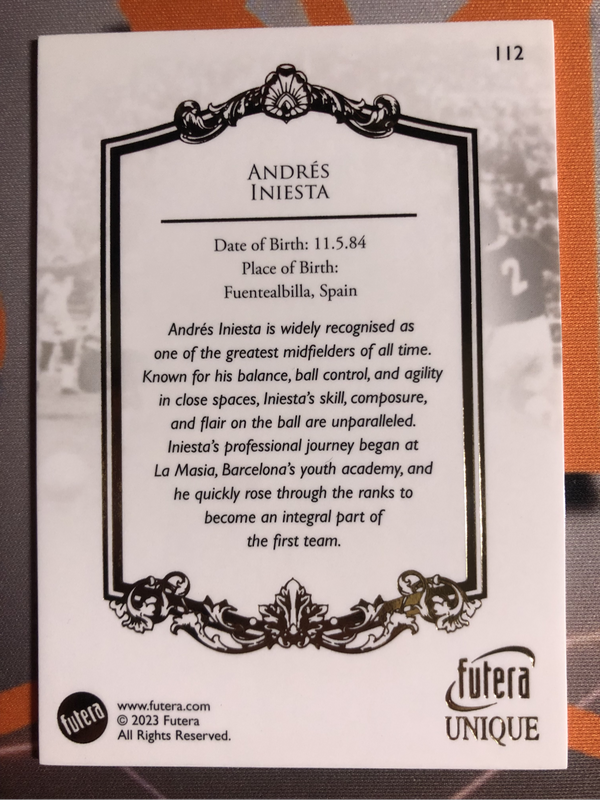 112
ANDRÉS
INIESTA
Date of Birth: 11.5.84
Place of Birth:
Fuentealbilla, Spain
Andrés Iniesta is widely recognised as
one of the greatest midfielders of all time.
Known for his balance, ball control, and agility
in close spaces, Iniesta's skill, composure,
and flair on the ball are unparalleled.
Iniesta's professional journey began at
La Masia, Barcelona's youth academy, and
he quickly rose through the ranks to
become an integral part of
the first team.
2
futera
www.futera.com
© 2023 Futera
All Rights Reserved.
futera
UNIQUE